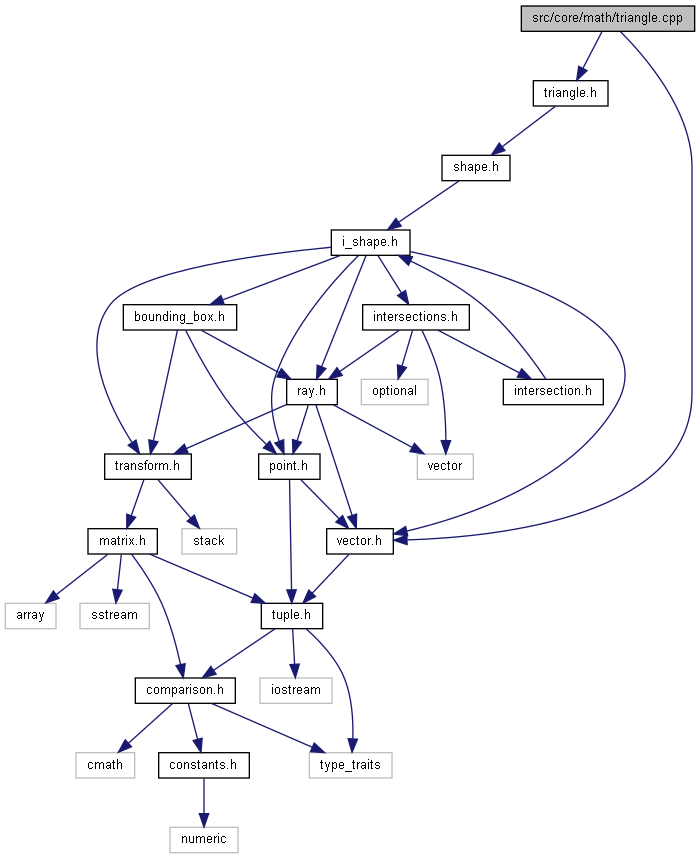 src/core/math/triangle.cpp
triangle.h
shape.h
i_shape.h
bounding_box.h
intersections.h
ray.h
optional
intersection.h
transform.h
point.h
vector
matrix.h
stack
vector.h
array
sstream
tuple.h
comparison.h
iostream
cmath
constants.h
type_traits
numeric